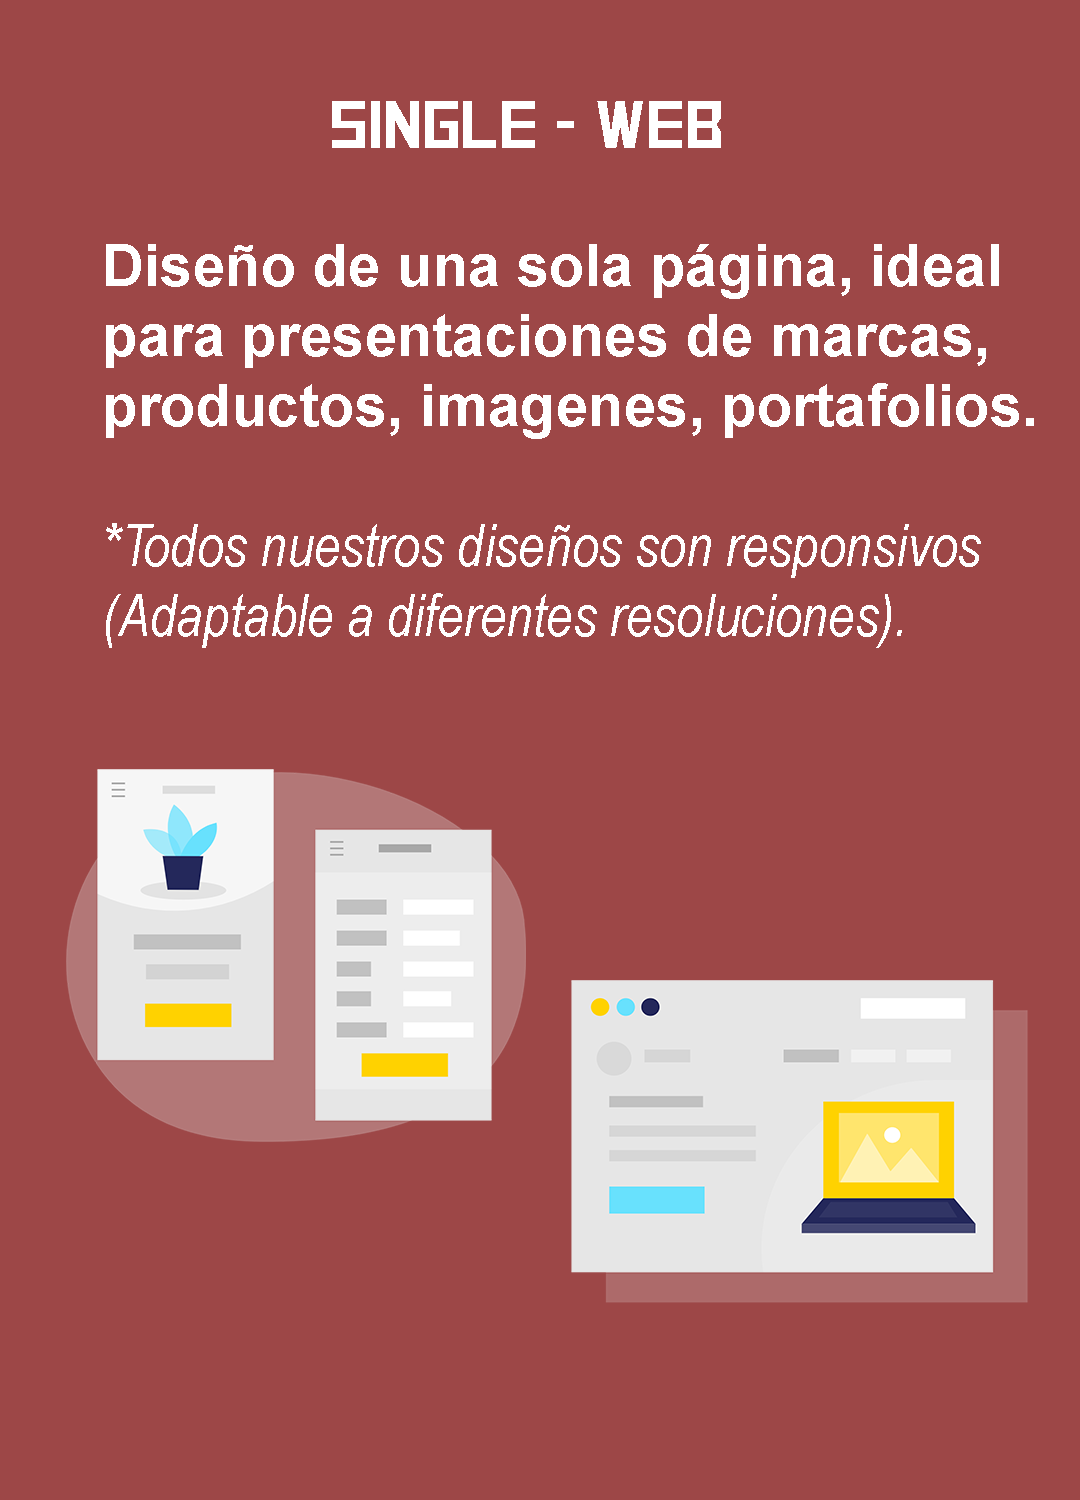 SINGLE - WEB
Diseño de una sola página, ideal
para presentaciones de marcas,
productos, imagenes, portafolios.
*Todos nuestros diseños son responsivos
(Adaptable a diferentes resoluciones).